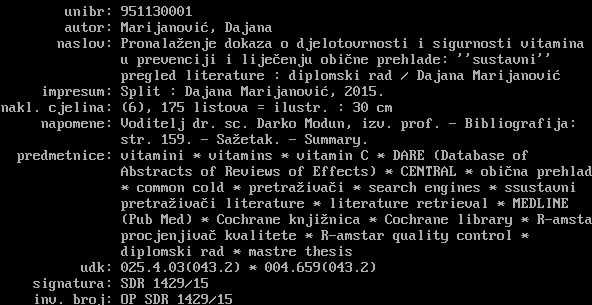 unibr: 951130001
autor: Marijanović, Dajana
naslov: Pronalaženje dokaza o djelotovrnosti i sigurnosti vitamina
u prevenciji i liječenju obične prehlade: ''sustavni''
pregled literature : diplomski rad / Dajana Marijanović
impresum: Split : Dajana Marijanović, 2015.
nakl. cjelina: (6), 175 listova = ilustr. : 30 cm
napomene: Voditelj dr. sc. Darko Modun, izv. prof. - Bibliografija:
str. 159. - Sažetak. - Summary.
predmetnice: vitamini * vitamins * vitamin C * DARE (Database of
Abstracts of Reviews of Effects) * CENTRAL * obična prehlad
* common cold * pretraživači * search engines * ssustavni
pretraživači literature * literature retrieval * MEDLINE
(Pub Med) * Cochrane knjižnica * Cochrane library * R-amsta
procjenjivač kvalitete * R-amstar quality control *
diplomski rad * mastre thesis
udk: 025.4.03(043.2) * 004.659(043.2)
signatura: SDR 1429/15
inv. broj: OP SDR 1429/15